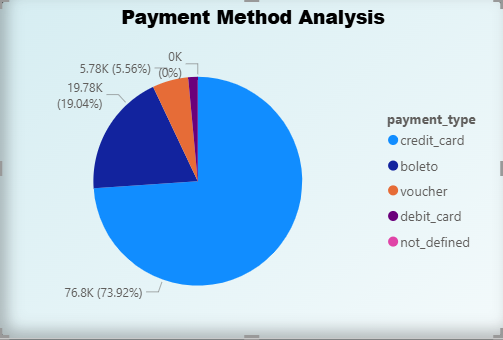 Payment Method Analysis
0K
(0%)
5.78K (5.56%)
19.78K
(19.04%)
payment_type
credit_card
boleto
voucher
debit_card
not_defined
76.8K (73.92%)